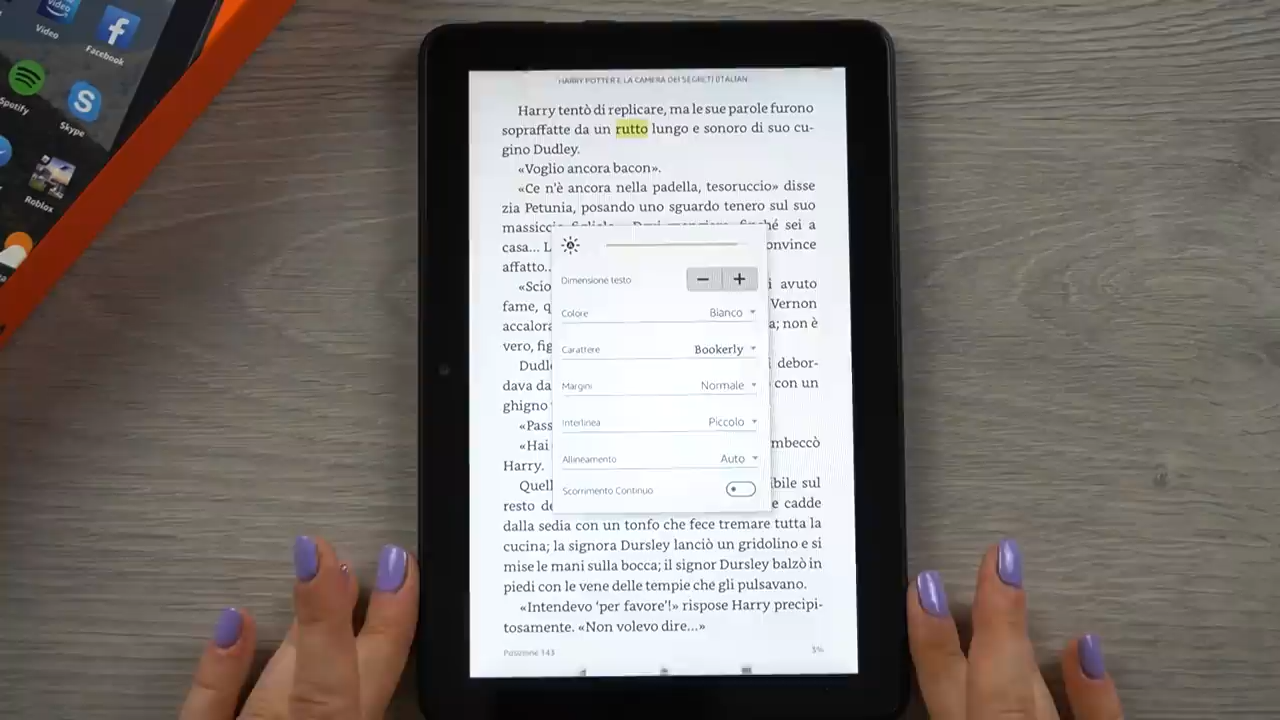 Video
Facebook
Spotify
Skype
Roblox
HARRY POTTER E LA CAMERA DEI SEGRETI (ITALIAN
Harry tentò di replicare, ma le sue parole furono
sopraffatte da un rutto lungo e sonoro di suo cu-
gino Dudley.
«Voglio ancora bacon».
«Ce n'è ancora nella padella, tesoruccio» disse
zia Petunia, posando uno sguardo tenero sul suo
sei a
casa... L
onvince
affatto..
«Scio
i avuto
fame, q
Vernon
accalora
a; non è
vero, fig
Dudl
i debor-
dava da
con un
ghigno
«Pass
«Hai
mbeccò
Harry.
Quell
ibile sul
resto de
e cadde
dalla sedia con un tonfo che fece tremare tutta la
cucina; la signora Dursley lanciò un gridolino e si
mise le mani sulla bocca; il signor Dursley balzò in
piedi con le vene delle tempie che gli pulsavano.
«Intendevo 'per favore'!» rispose Harry precipi-
tosamente. «Non volevo dire...»
Posizione 143
3%
Dimensione testo
− +
Colore Bianco
Carattere Bookerly
Margini Normale
Interlinea Piccolo
Allineamento Auto
Scorrimento Continuo